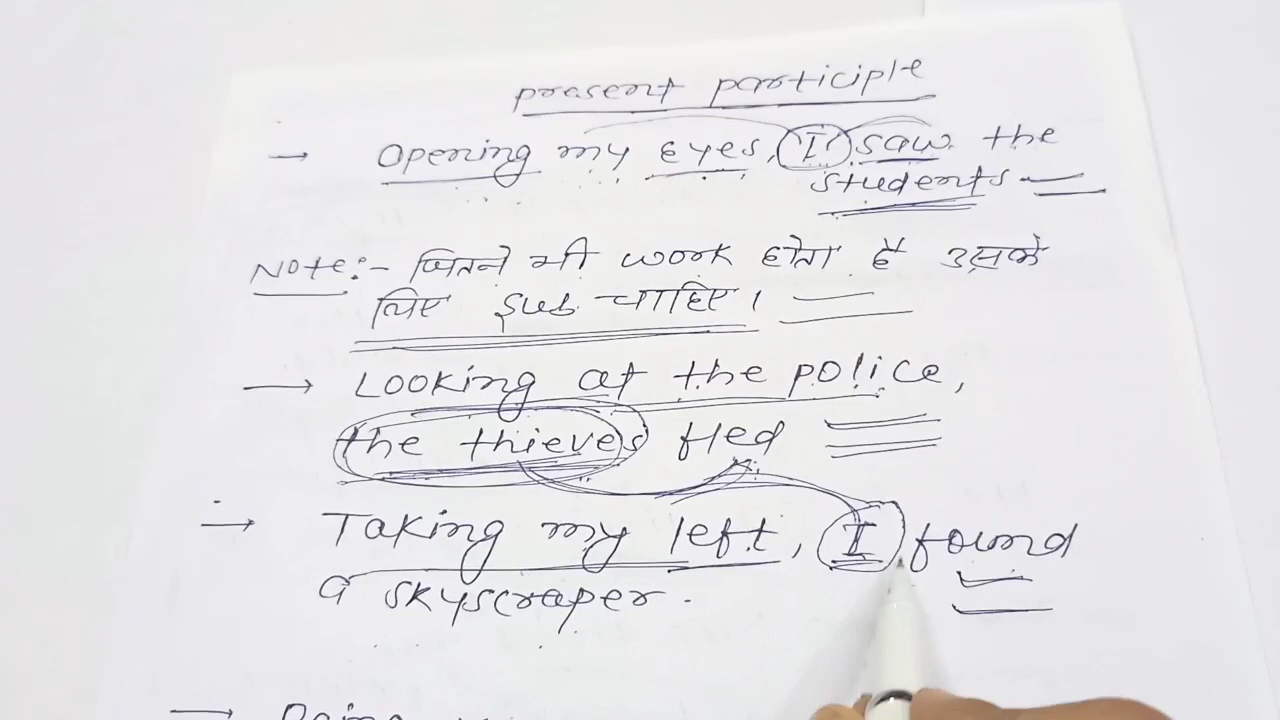 present participle
→ Opening my eyes, I saw the
students
Note:- जितने भी work होता है उसके
लिए sub चाहिए।
→ Looking at the police,
the thieves fled
→ Taking my left, I found
a skyscraper.
→ Being